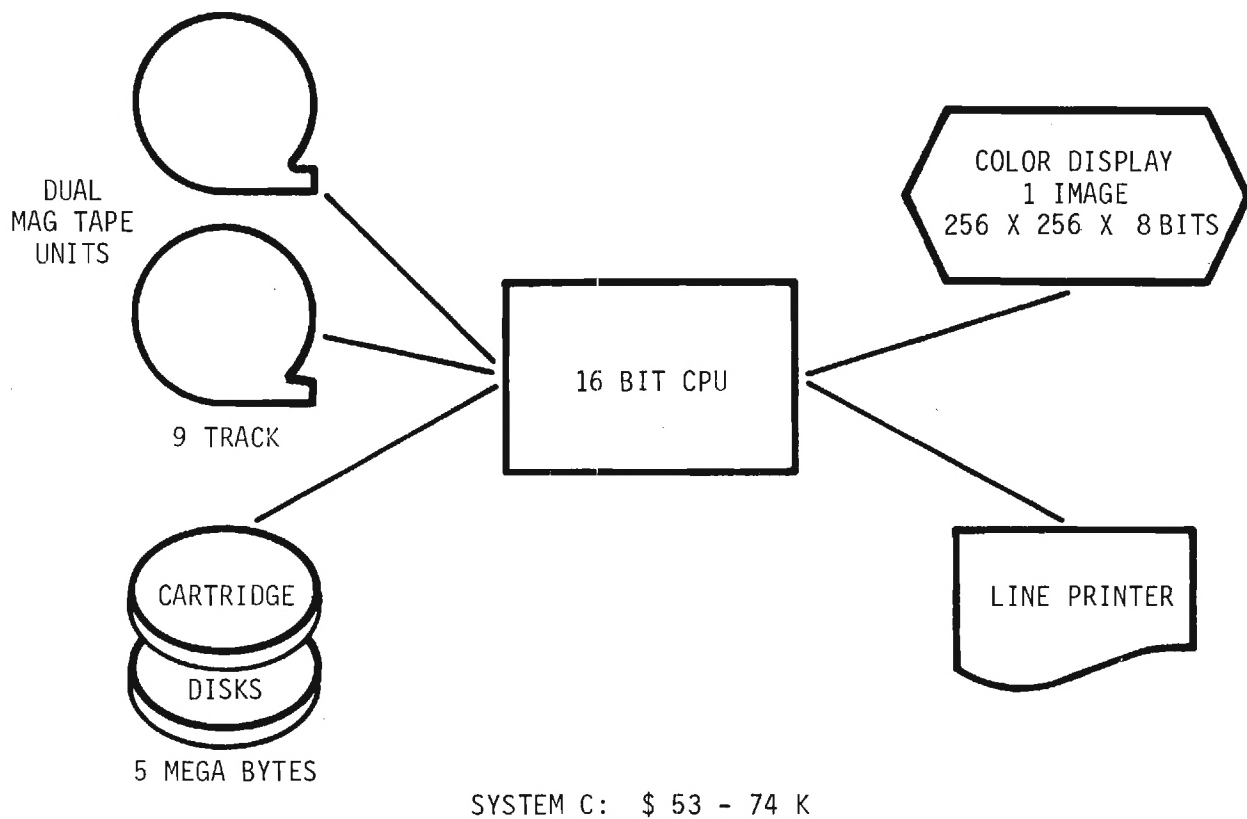 DUAL
MAG TAPE
UNITS
9 TRACK
CARTRIDGE
DISKS
5 MEGA BYTES
16 BIT CPU
COLOR DISPLAY
1 IMAGE
256 X 256 X 8 BITS
LINE PRINTER
SYSTEM C: $ 53 - 74 K